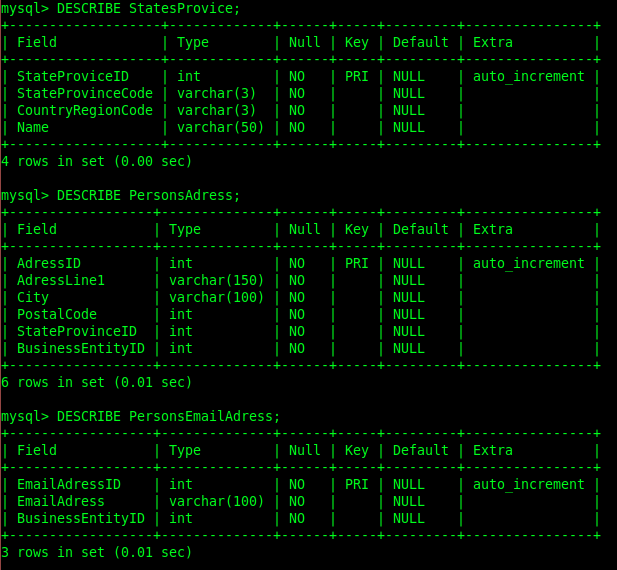 mysql> DESCRIBE StatesProvice;
+-------------------+-------------+------+-----+---------+----------------+
| Field             | Type        | Null | Key | Default | Extra          |
+-------------------+-------------+------+-----+---------+----------------+
| StateProviceID    | int         | NO   | PRI | NULL    | auto_increment |
| StateProvinceCode | varchar(3)  | NO   |     | NULL    |                |
| CountryRegionCode | varchar(3)  | NO   |     | NULL    |                |
| Name              | varchar(50) | NO   |     | NULL    |                |
+-------------------+-------------+------+-----+---------+----------------+
4 rows in set (0.00 sec)

mysql> DESCRIBE PersonsAdress;
+------------------+--------------+------+-----+---------+----------------+
| Field            | Type         | Null | Key | Default | Extra          |
+------------------+--------------+------+-----+---------+----------------+
| AdressID         | int          | NO   | PRI | NULL    | auto_increment |
| AdressLine1      | varchar(150) | NO   |     | NULL    |                |
| City             | varchar(100) | NO   |     | NULL    |                |
| PostalCode       | int          | NO   |     | NULL    |                |
| StateProvinceID  | int          | NO   |     | NULL    |                |
| BusinessEntityID | int          | NO   |     | NULL    |                |
+------------------+--------------+------+-----+---------+----------------+
6 rows in set (0.01 sec)

mysql> DESCRIBE PersonsEmailAdress;
+------------------+--------------+------+-----+---------+----------------+
| Field            | Type         | Null | Key | Default | Extra          |
+------------------+--------------+------+-----+---------+----------------+
| EmailAdressID    | int          | NO   | PRI | NULL    | auto_increment |
| EmailAdress      | varchar(100) | NO   |     | NULL    |                |
| BusinessEntityID | int          | NO   |     | NULL    |                |
+------------------+--------------+------+-----+---------+----------------+
3 rows in set (0.01 sec)